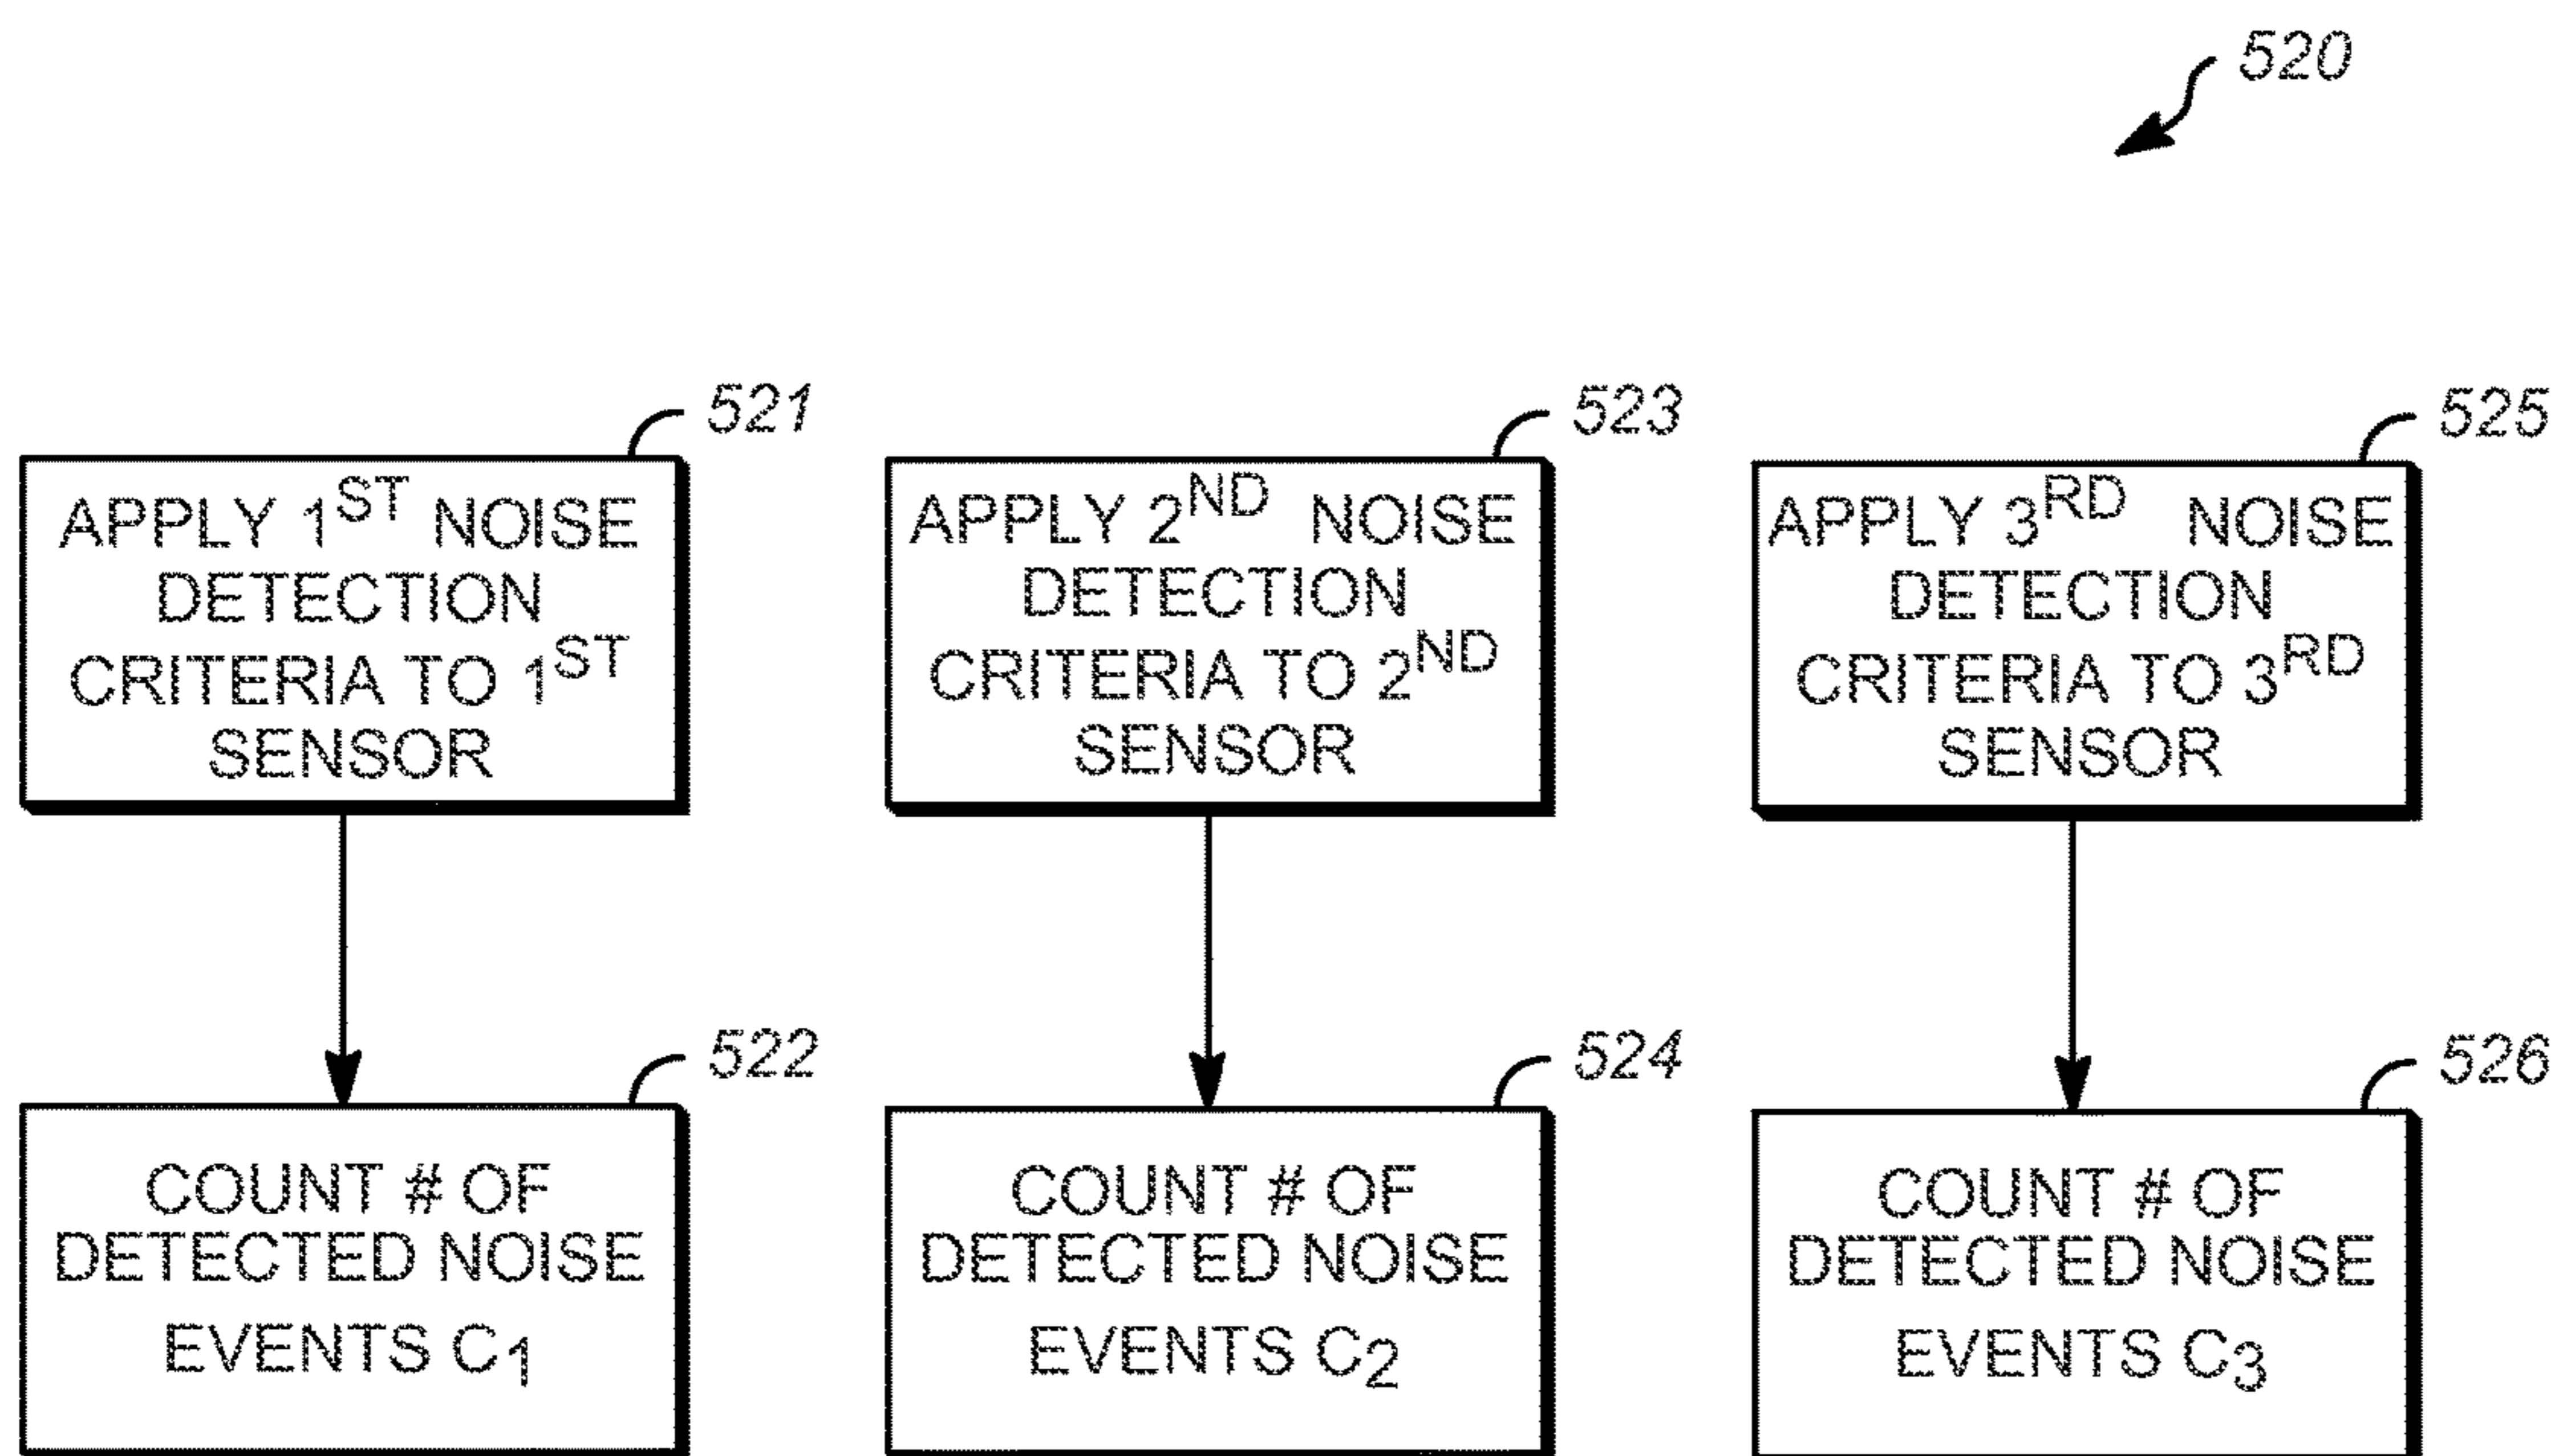 520
521
APPLY 1ST NOISE
DETECTION
CRITERIA TO 1ST
SENSOR
523
APPLY 2ND NOISE
DETECTION
CRITERIA TO 2ND
SENSOR
525
APPLY 3RD NOISE
DETECTION
CRITERIA TO 3RD
SENSOR
522
COUNT # OF
DETECTED NOISE
EVENTS C1
524
COUNT # OF
DETECTED NOISE
EVENTS C2
526
COUNT # OF
DETECTED NOISE
EVENTS C3